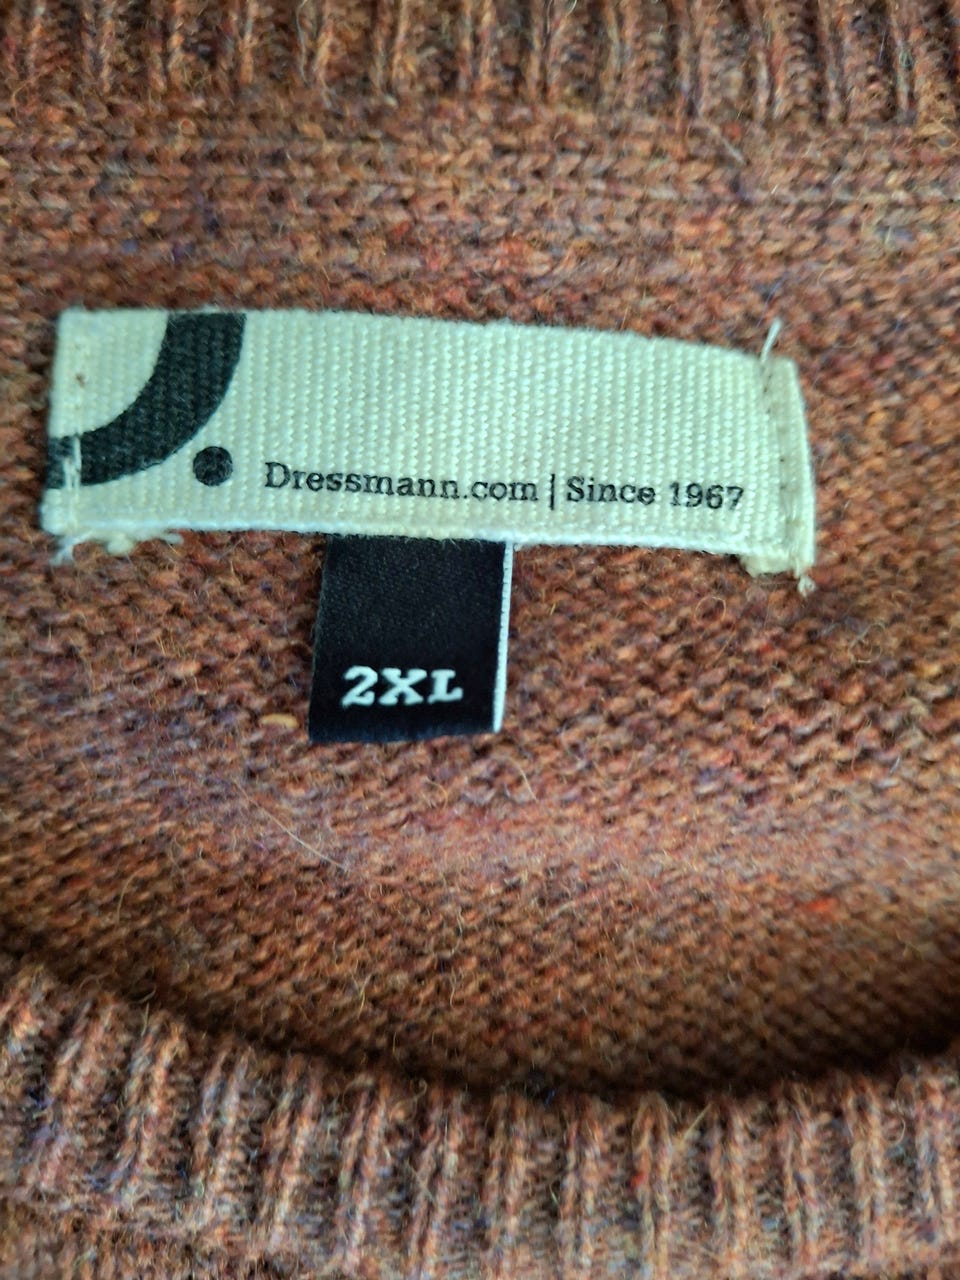 Dressmann.com | Since 1967
2XL